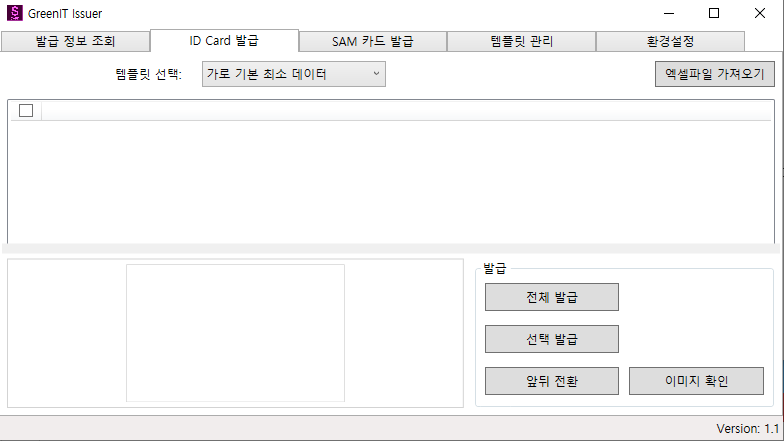 GreenIT Issuer
발급 정보 조회 ID Card 발급 SAM 카드 발급 템플릿 관리 환경설정
템플릿 선택: 가로 기본 최소 데이터 엑셀파일 가져오기
발급
전체 발급
선택 발급
앞뒤 전환 이미지 확인
Version: 1.1